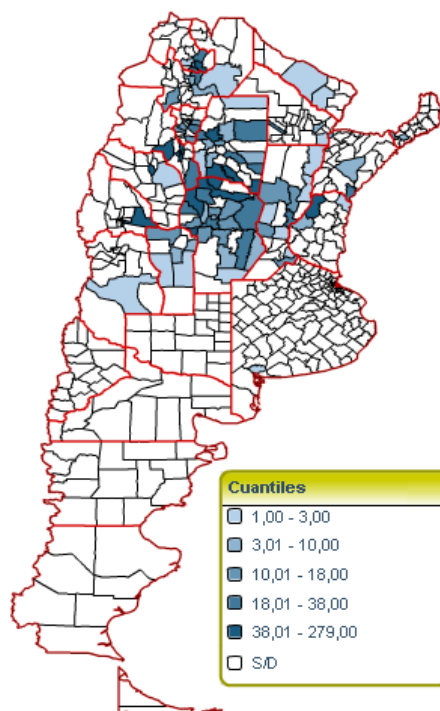 Cuantiles
1,00 - 3,00
3,01 - 10,00
10,01 - 18,00
18,01 - 38,00
38,01 - 279,00
S/D